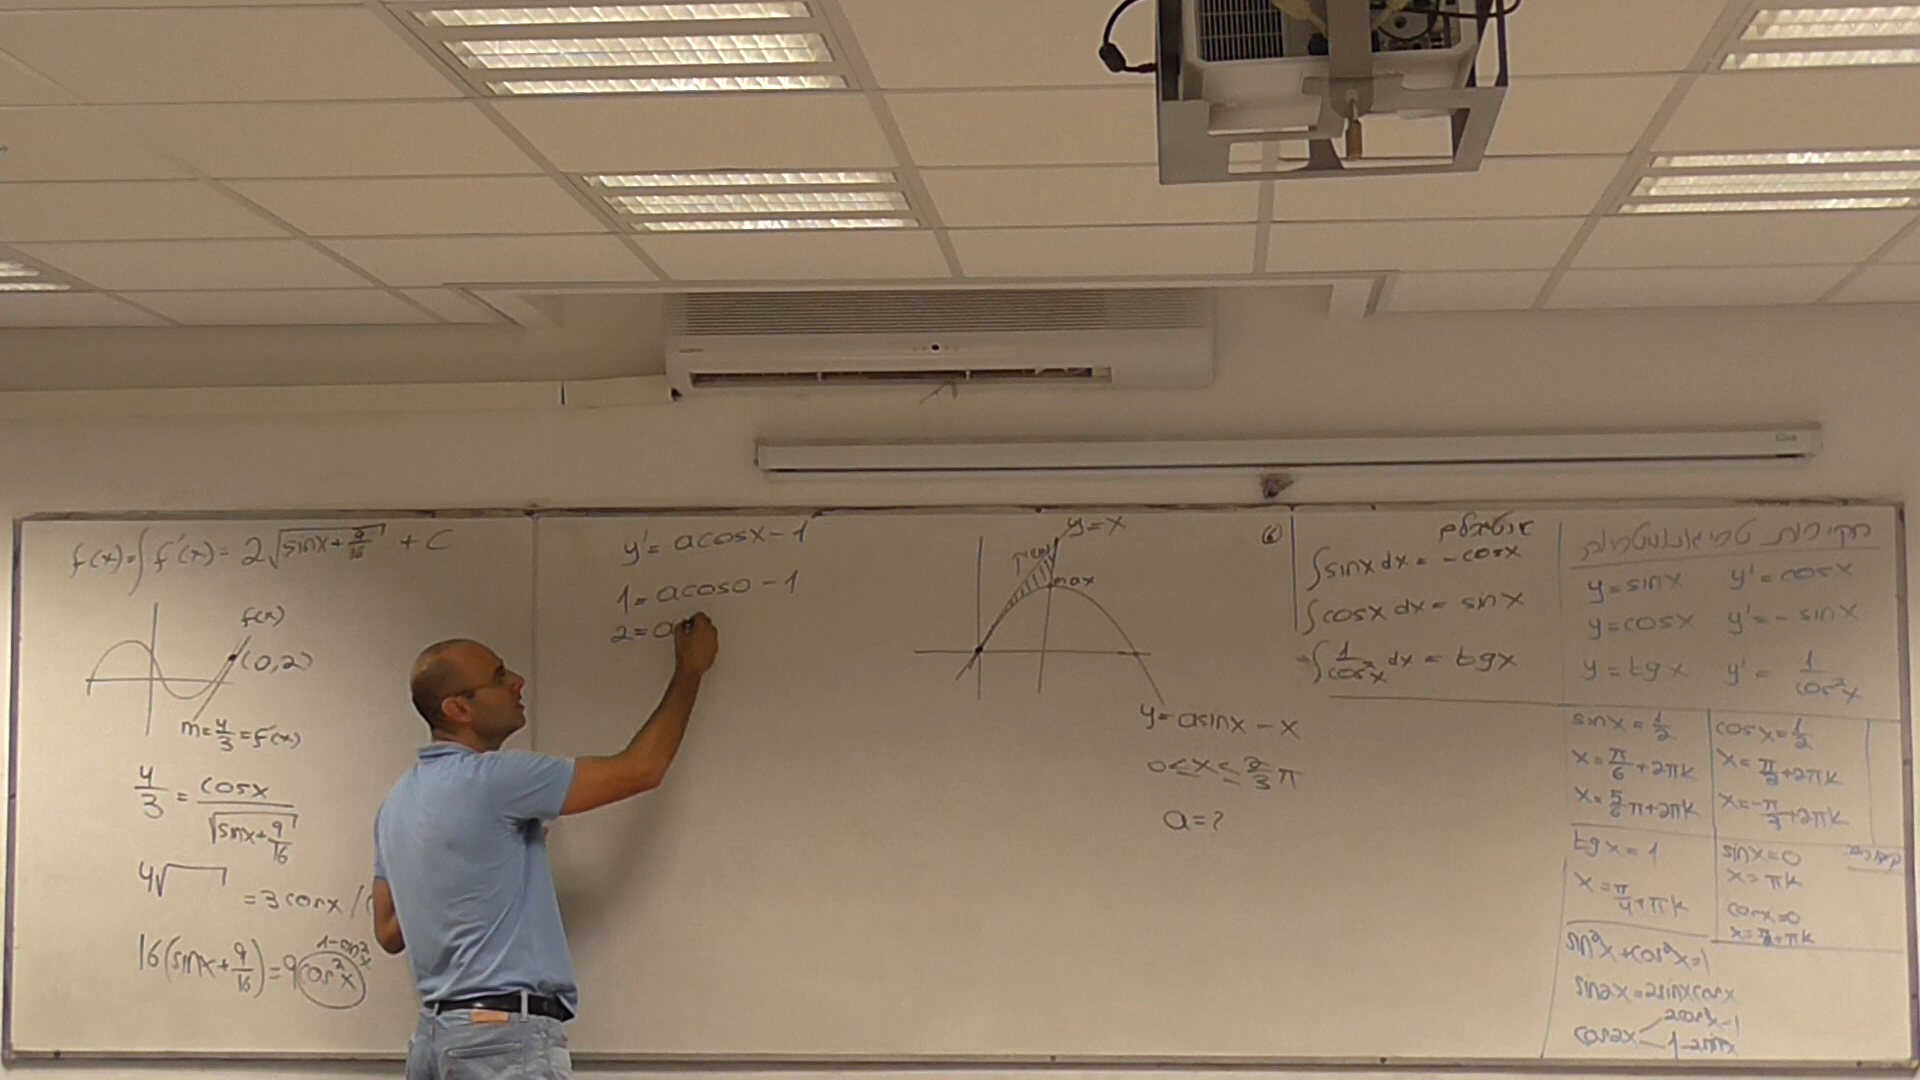 f(x)=∫f'(x)= 2√(sinx+9/16) + C
f(x)
(0,2)
m=4/3=f'(x)
4/3 = cosx/√(sinx+9/16)
4√ = 3cosx /
16(sinx+9/16)=9cos²x
y'= acosx-1
1=acos0-1
2=a
y=x
משיק
max
y=asinx-x
0≤x≤2/3π
a=?
אינטגרלים
∫sinx dx = -cosx
∫cosx dx = sinx
∫1/cos²x dx = tgx
y=sinx y'=cosx
y=cosx y'=-sinx
y=tgx y'=1/cos²x
sinx=1/2
x=π/6+2πk
x=5/6π+2πk
cosx=1/2
x=π/3+2πk
x=-π/3+2πk
tgx=1
x=π/4+πk
sinx=0
x=πk
cosx=0
x=π/2+πk
sin²x+cos²x=1
sin2x=2sinxcosx
cos2x
2cos²x-1
1-2sin²x